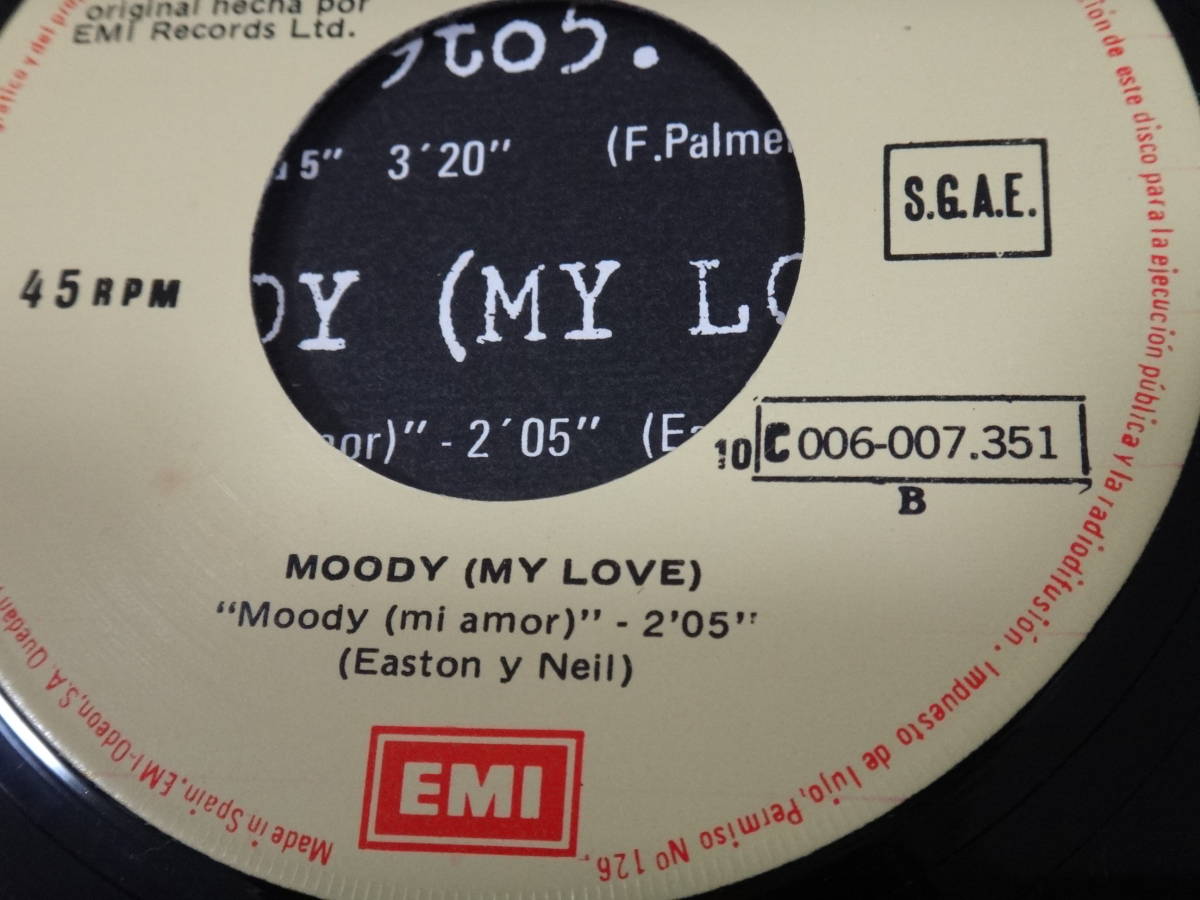 original hecha por
EMI Records Ltd.
5" 3´20" (F.Palme
(MY
)" - 2´05" (E
45 RPM
S.G.A.E.
10 C 006-007.351
B
MOODY (MY LOVE)
"Moody (mi amor)" - 2'05"
(Easton y Neil)
EMI
de este disco para la ejecución pública y la radiodifusión. Impuesto de lujo, Permiso Nº 126.
Made in Spain. EMI-Odeon, S.A. Quedan